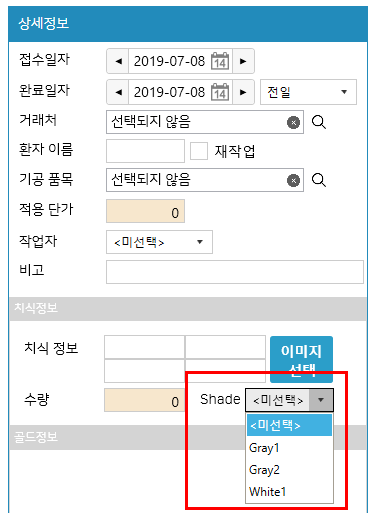 상세정보
접수일자 ◀ 2019-07-08 14 ▶
완료일자 ◀ 2019-07-08 14 ▶ 전일
거래처 선택되지 않음
환자 이름 재작업
기공 품목 선택되지 않음
적용 단가 0
작업자 <미선택>
비고
치식정보
치식 정보 이미지
선택
수량 0 Shade <미선택>
<미선택>
골드정보 Gray1
Gray2
White1